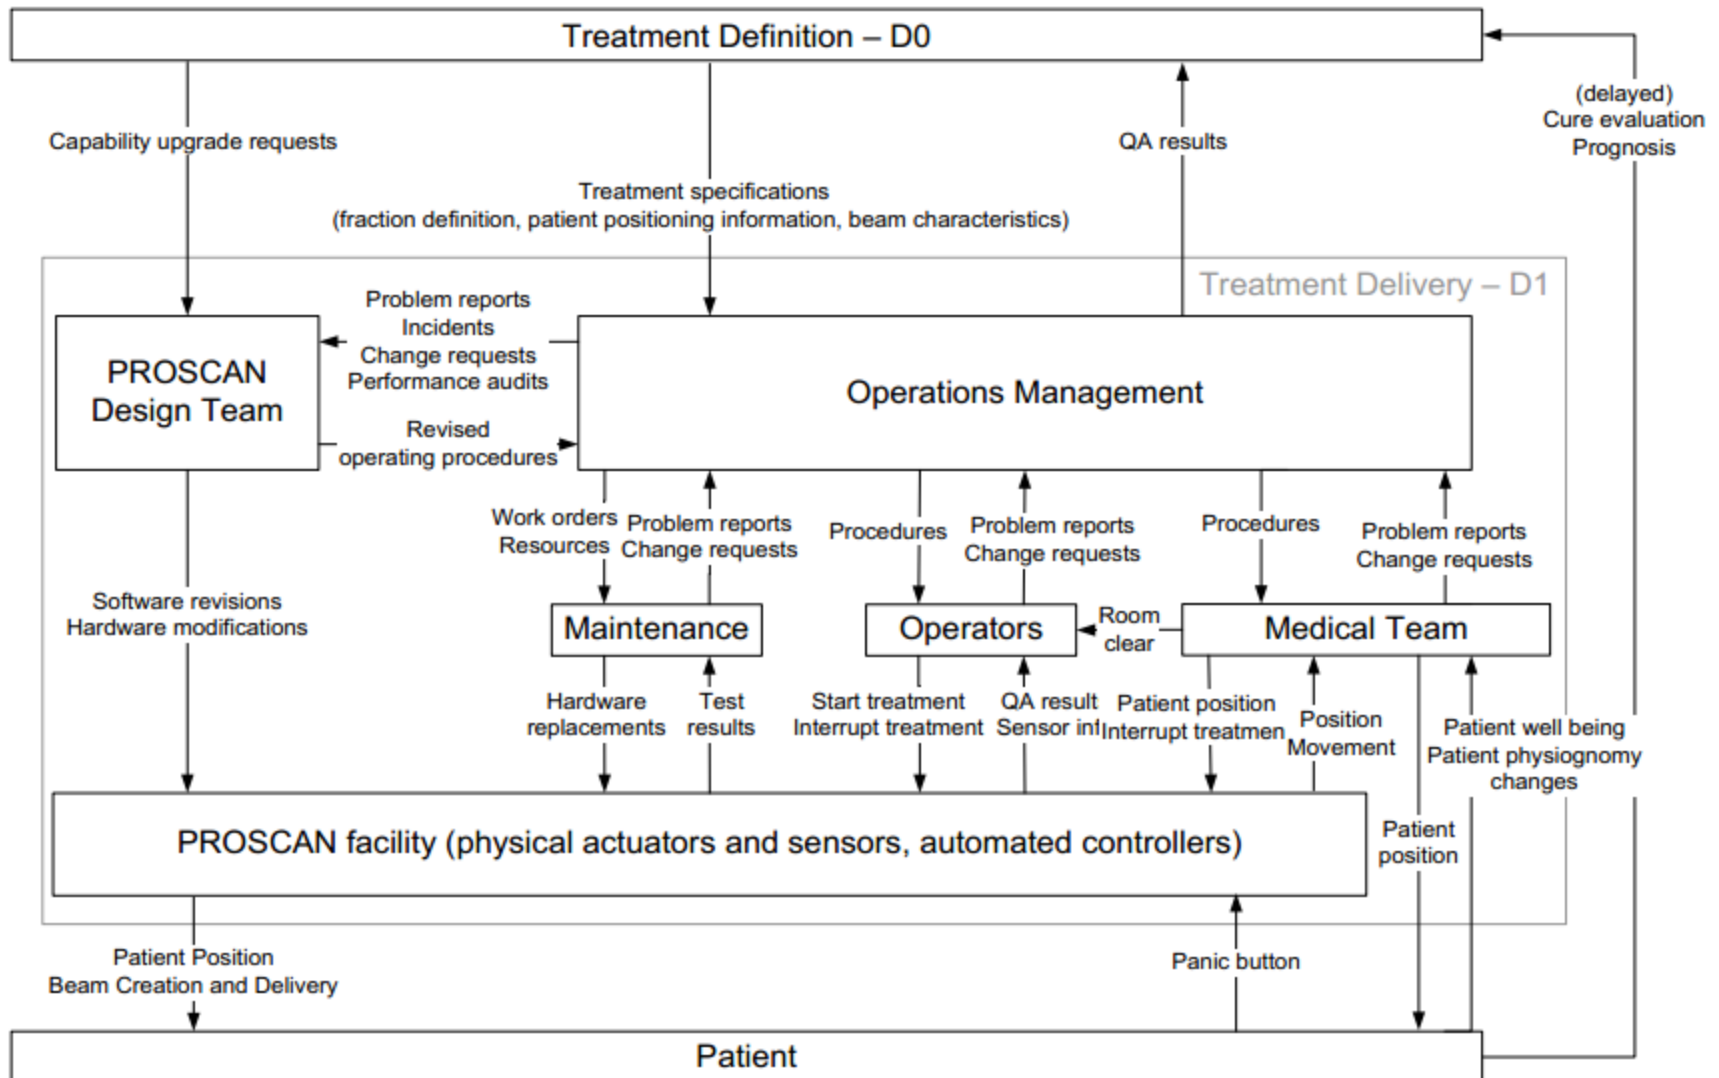 Treatment Definition – D0
(delayed)
Cure evaluation
Prognosis
Capability upgrade requests
QA results
Treatment specifications
(fraction definition, patient positioning information, beam characteristics)
Treatment Delivery – D1
Problem reports
Incidents
Change requests
Performance audits
PROSCAN
Design Team
Operations Management
Revised
operating procedures
Work orders
Resources
Problem reports
Change requests
Procedures
Problem reports
Change requests
Procedures
Problem reports
Change requests
Software revisions
Hardware modifications
Maintenance
Operators
Room
clear
Medical Team
Hardware
replacements
Test
results
Start treatment
Interrupt treatment
QA result
Sensor inf
Patient position
Interrupt treatmen
Position
Movement
Patient well being
Patient physiognomy
changes
PROSCAN facility (physical actuators and sensors, automated controllers)
Patient
position
Patient Position
Beam Creation and Delivery
Panic button
Patient